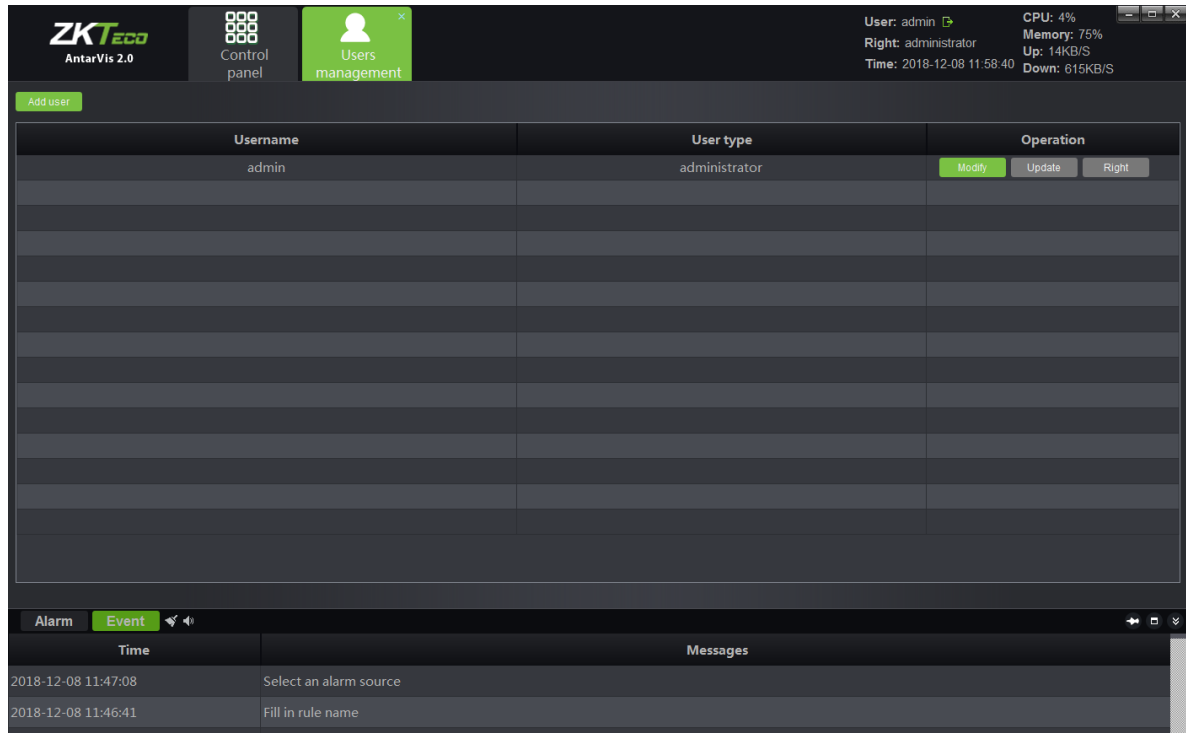 ZKTeco
AntarVis 2.0
Control
panel
Users
management
User: admin
Right: administrator
Time: 2018-12-08 11:58:40
CPU: 4%
Memory: 75%
Up: 14KB/S
Down: 615KB/S
Add user
Username User type Operation
admin administrator Modify Update Right
Alarm Event
Time Messages
2018-12-08 11:47:08 Select an alarm source
2018-12-08 11:46:41 Fill in rule name